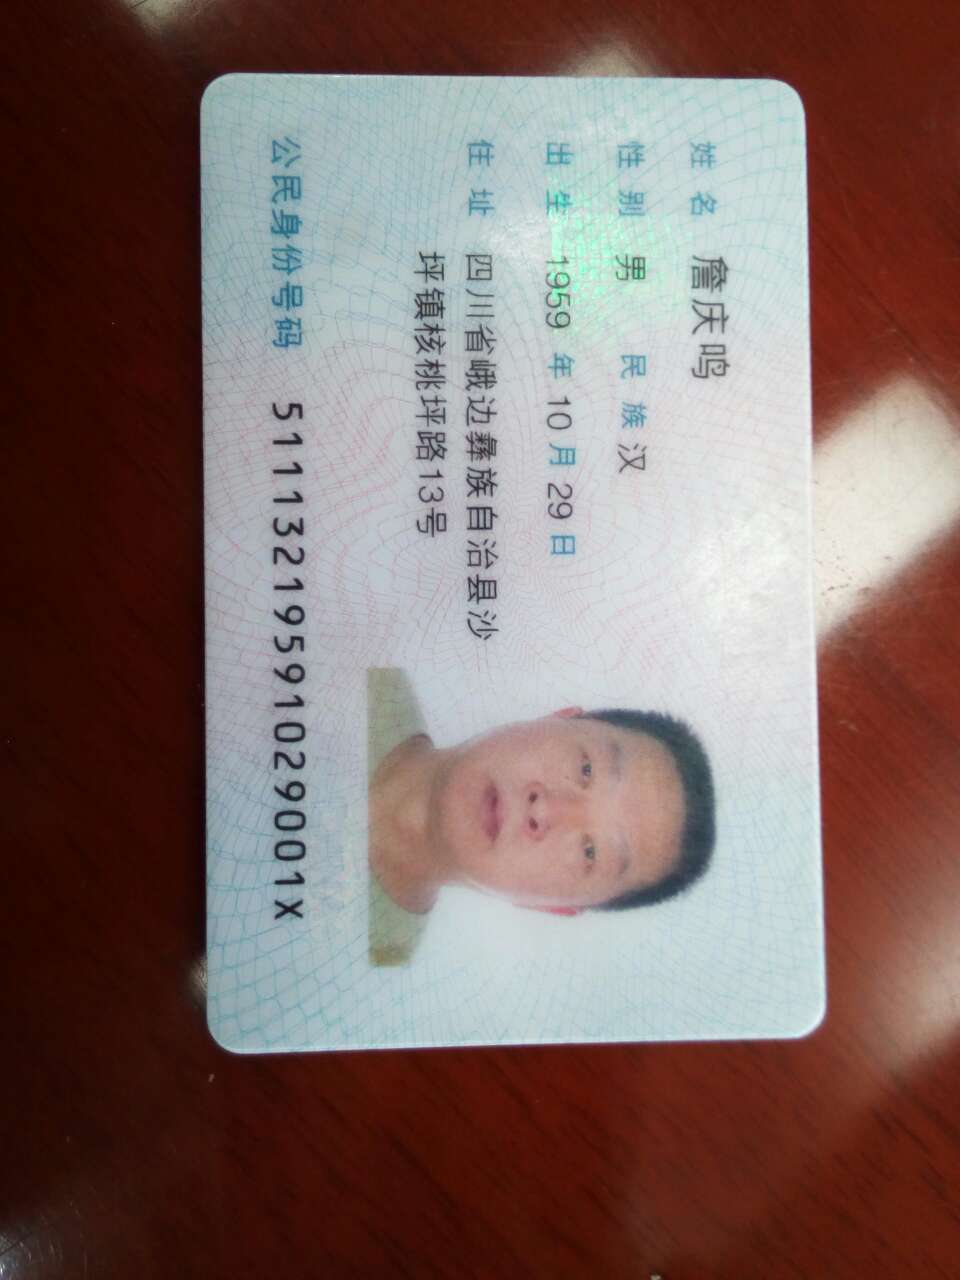 姓名 詹庆鸣
性别 男 民族 汉
出生 1959 年 10 月 29 日
住址 四川省峨边彝族自治县沙
坪镇核桃坪路13号
公民身份号码 51113219591029001X